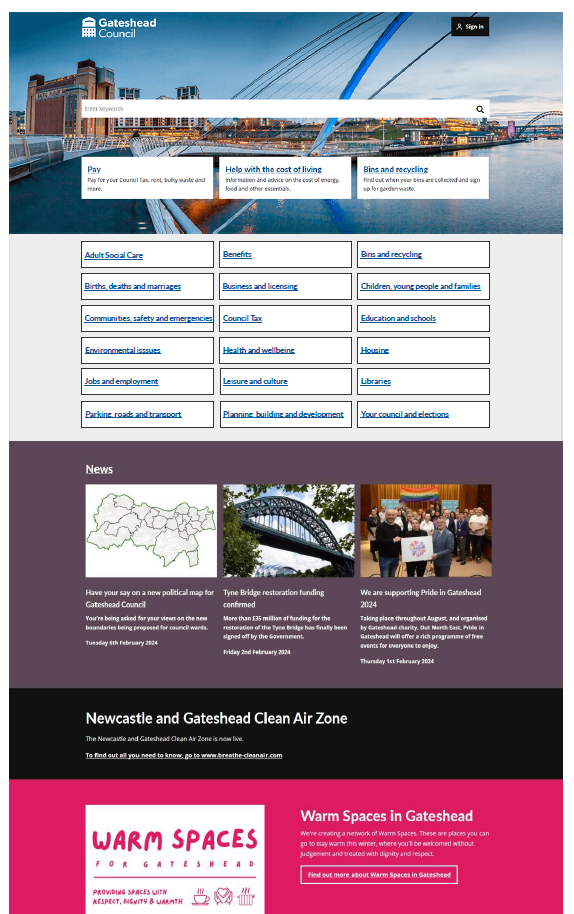 Gateshead
Council
Sign in
Enter keywords
Pay
Pay for your Council Tax, rent, bulky waste and
more.
Help with the cost of living
Information and advice on the cost of energy,
food and other essentials.
Bins and recycling
Find out when your bins are collected and sign
up for garden waste.
Adult Social Care
Benefits
Bins and recycling
Births, deaths and marriages
Business and licensing
Children, young people and families
Communities, safety and emergencies
Council Tax
Education and schools
Environmental isssues
Health and wellbeing
Housing
Jobs and employment
Leisure and culture
Libraries
Parking, roads and transport
Planning, building and development
Your council and elections
News
Have your say on a new political map for
Gateshead Council
You're being asked for your views on the new
boundaries being proposed for council wards.
Tuesday 6th February 2024
Tyne Bridge restoration funding
confirmed
More than £35 million of funding for the
restoration of the Tyne Bridge has finally been
signed off by the Government.
Friday 2nd February 2024
We are supporting Pride in Gateshead
2024
Taking place throughout August, and organised
by Gateshead charity, Out North East, Pride in
Gateshead will offer a rich programme of free
events for everyone to enjoy.
Thursday 1st February 2024
Newcastle and Gateshead Clean Air Zone
The Newcastle and Gateshead Clean Air Zone is now live.
To find out all you need to know, go to www.breathe-cleanair.com
WARM SPACES
FOR GATESHEAD
PROVIDING SPACES WITH
RESPECT, DIGNITY & WARMTH
Warm Spaces in Gateshead
We're creating a network of Warm Spaces. These are places you can
go to stay warm this winter, where you'll be welcomed without
judgement and treated with dignity and respect.
Find out more about Warm Spaces in Gateshead